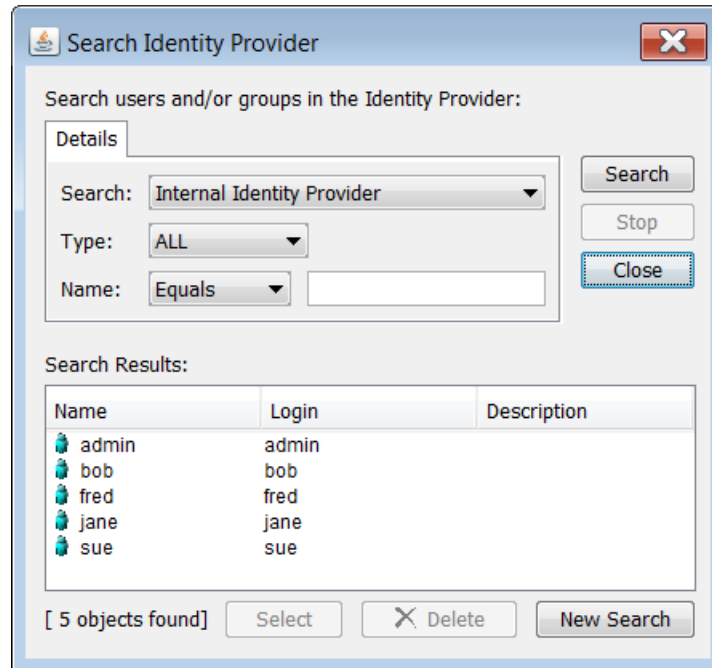 Search Identity Provider
Search users and/or groups in the Identity Provider:
Details
Search: Internal Identity Provider
Search
Type: ALL
Stop
Close
Name: Equals
Search Results:
Name Login Description
admin admin
bob bob
fred fred
jane jane
sue sue
[ 5 objects found] Select Delete New Search